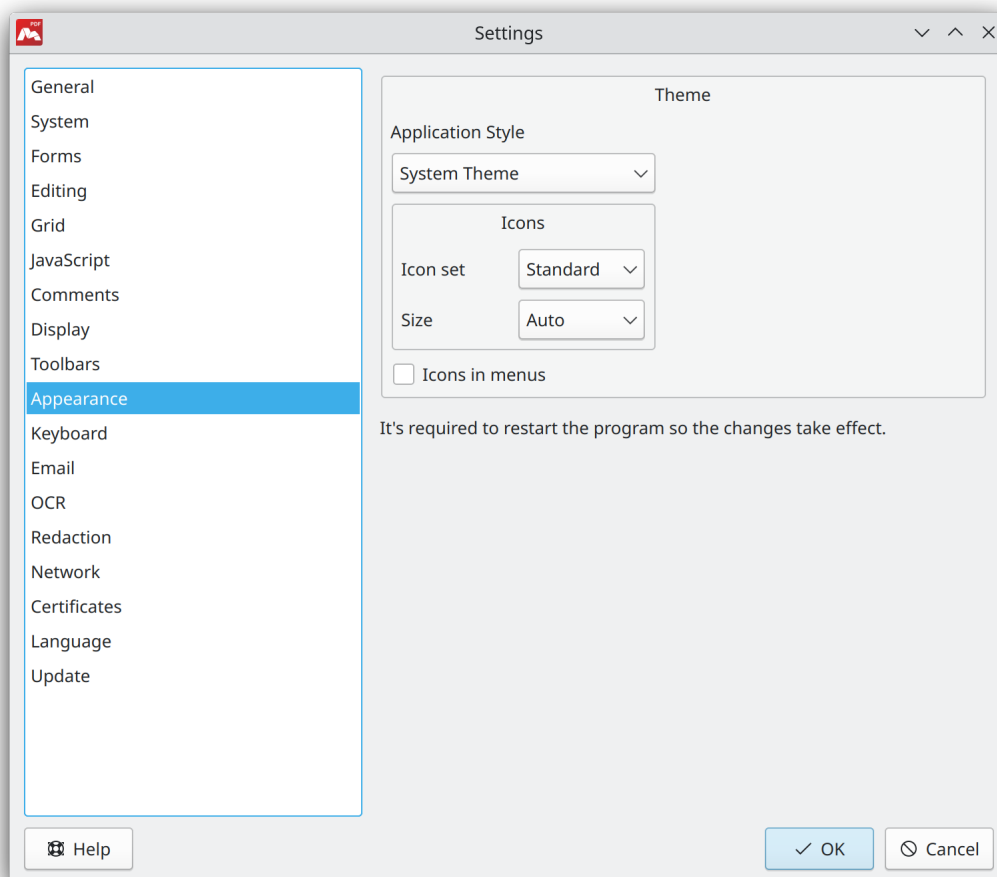 PDF
Settings
General
System
Forms
Editing
Grid
JavaScript
Comments
Display
Toolbars
Appearance
Keyboard
Email
OCR
Redaction
Network
Certificates
Language
Update
Theme
Application Style
System Theme
Icons
Icon set Standard
Size Auto
Icons in menus
It's required to restart the program so the changes take effect.
Help OK Cancel